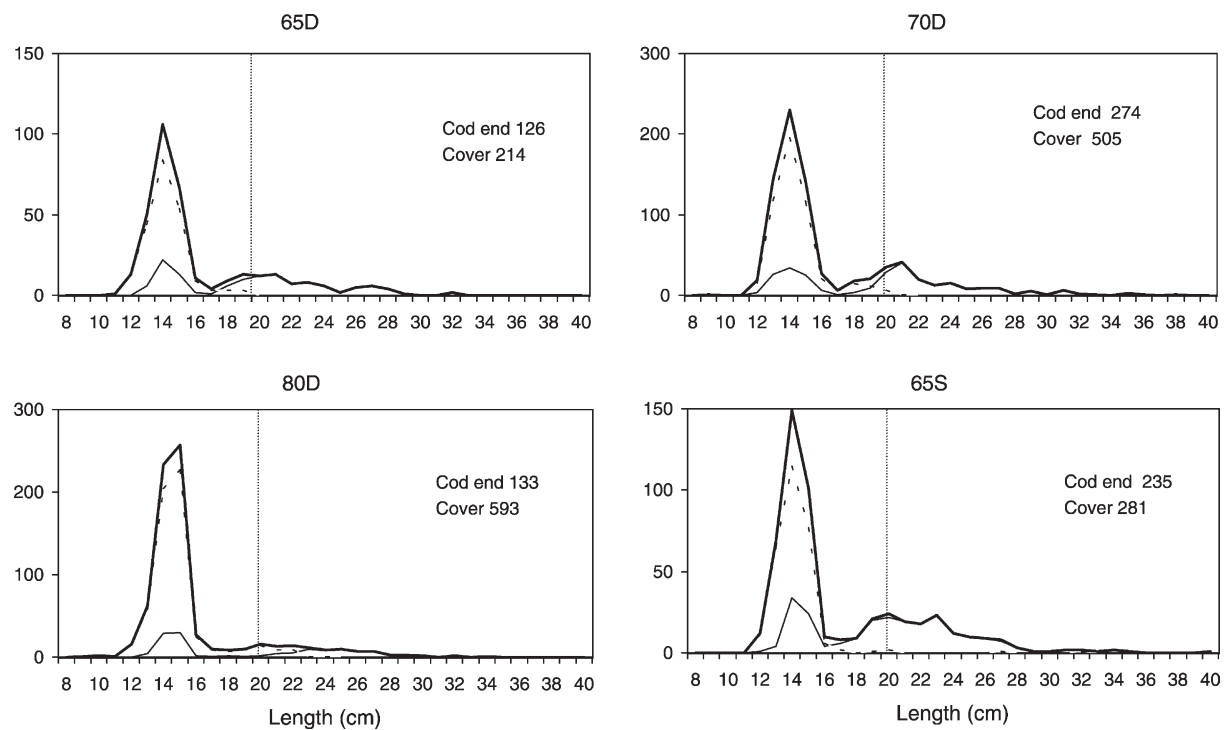 65D
150
100
50
0
Cod end 126
Cover 214
8 10 12 14 16 18 20 22 24 26 28 30 32 34 36 38 40
70D
300
200
100
0
Cod end 274
Cover 505
8 10 12 14 16 18 20 22 24 26 28 30 32 34 36 38 40
80D
300
200
100
0
Cod end 133
Cover 593
8 10 12 14 16 18 20 22 24 26 28 30 32 34 36 38 40
Length (cm)
65S
150
100
50
0
Cod end 235
Cover 281
8 10 12 14 16 18 20 22 24 26 28 30 32 34 36 38 40
Length (cm)